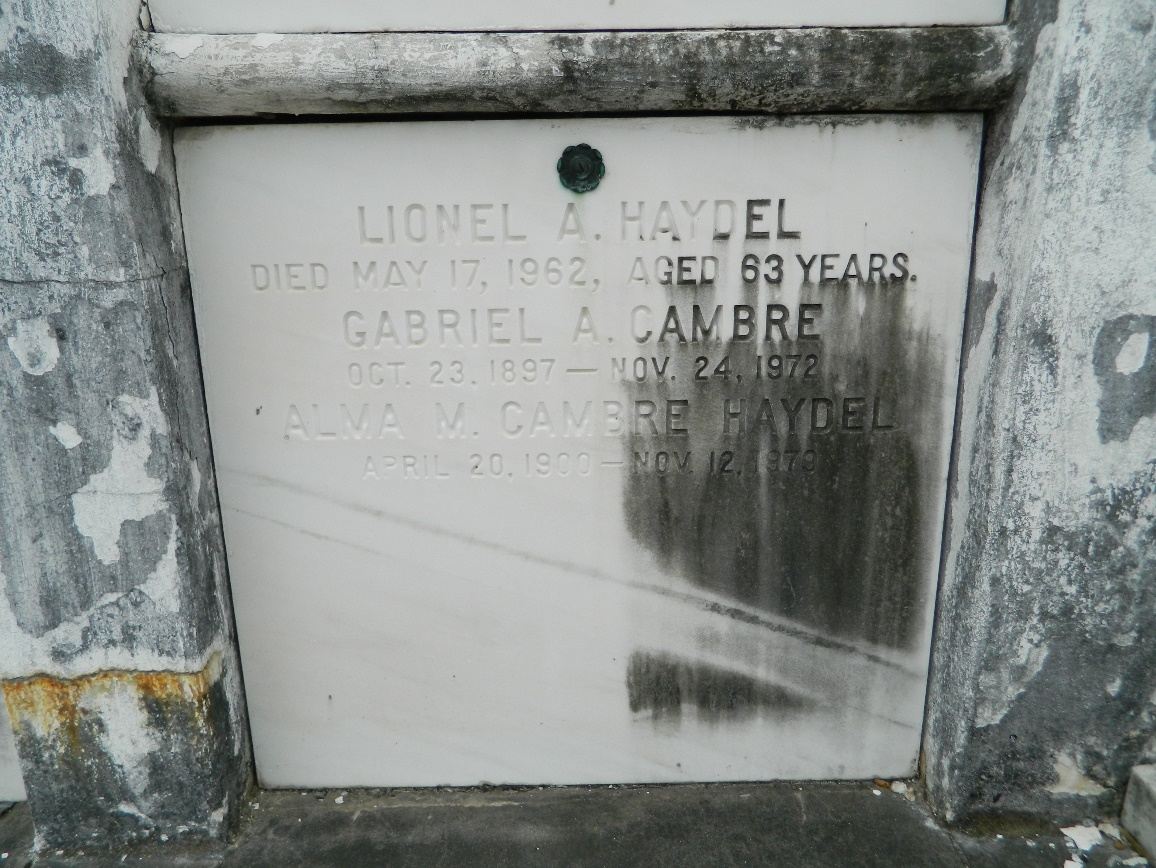 LIONEL A. HAYDEL
DIED MAY 17, 1962, AGED 63 YEARS.
GABRIEL A. CAMBRE
OCT. 23, 1897 — NOV. 24, 1972
ALMA M. CAMBRE HAYDEL
APRIL 20, 1900 — NOV. 12, 1979